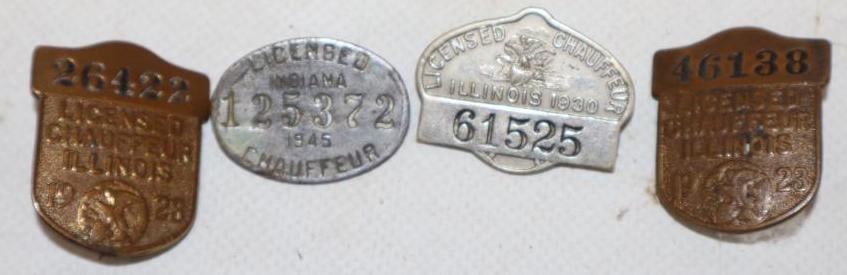 26422
LICENSED
CHAUFFEUR
ILLINOIS
19 28
LICENSED
INDIANA
125372
1945
CHAUFFEUR
LICENSED CHAUFFEUR
ILLINOIS 1930
61525
46138
LICENSED
CHAUFFEUR
ILLINOIS
19 23